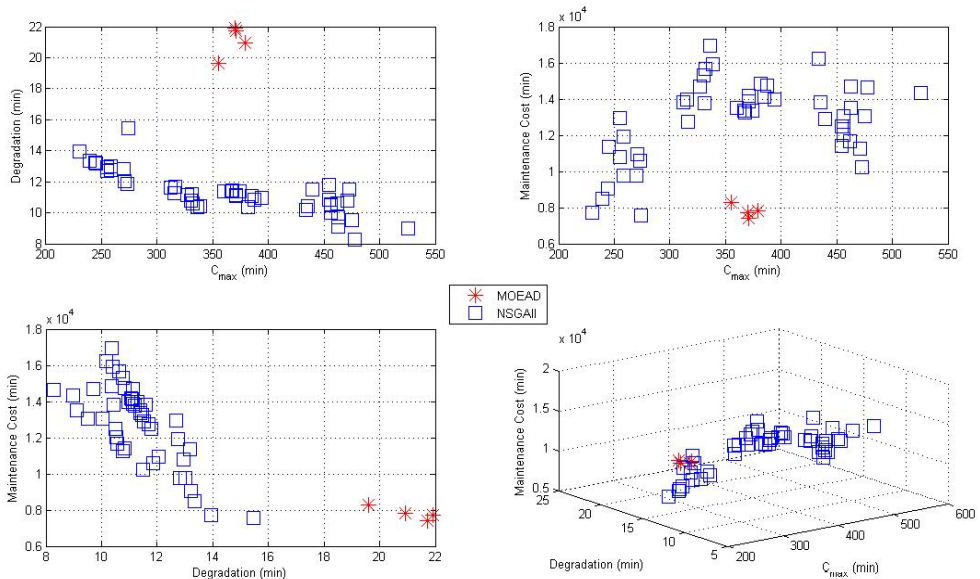 22
20
18
16
14
12
10
8
200 250 300 350 400 450 500 550
Degradation (min)
Cmax (min)
x 10^4
1.8
1.6
1.4
1.2
1
0.8
0.6
200 250 300 350 400 450 500 550
Maintenance Cost (min)
Cmax (min)
MOEAD
NSGAII
x 10^4
1.8
1.6
1.4
1.2
1
0.8
0.6
8 10 12 14 16 18 20 22
Maintenance Cost (min)
Degradation (min)
x 10^4
2
1.5
1
0.5
25 20 15 10 5
200 300 400 500 600
Maintenance Cost (min)
Degradation (min)
Cmax (min)